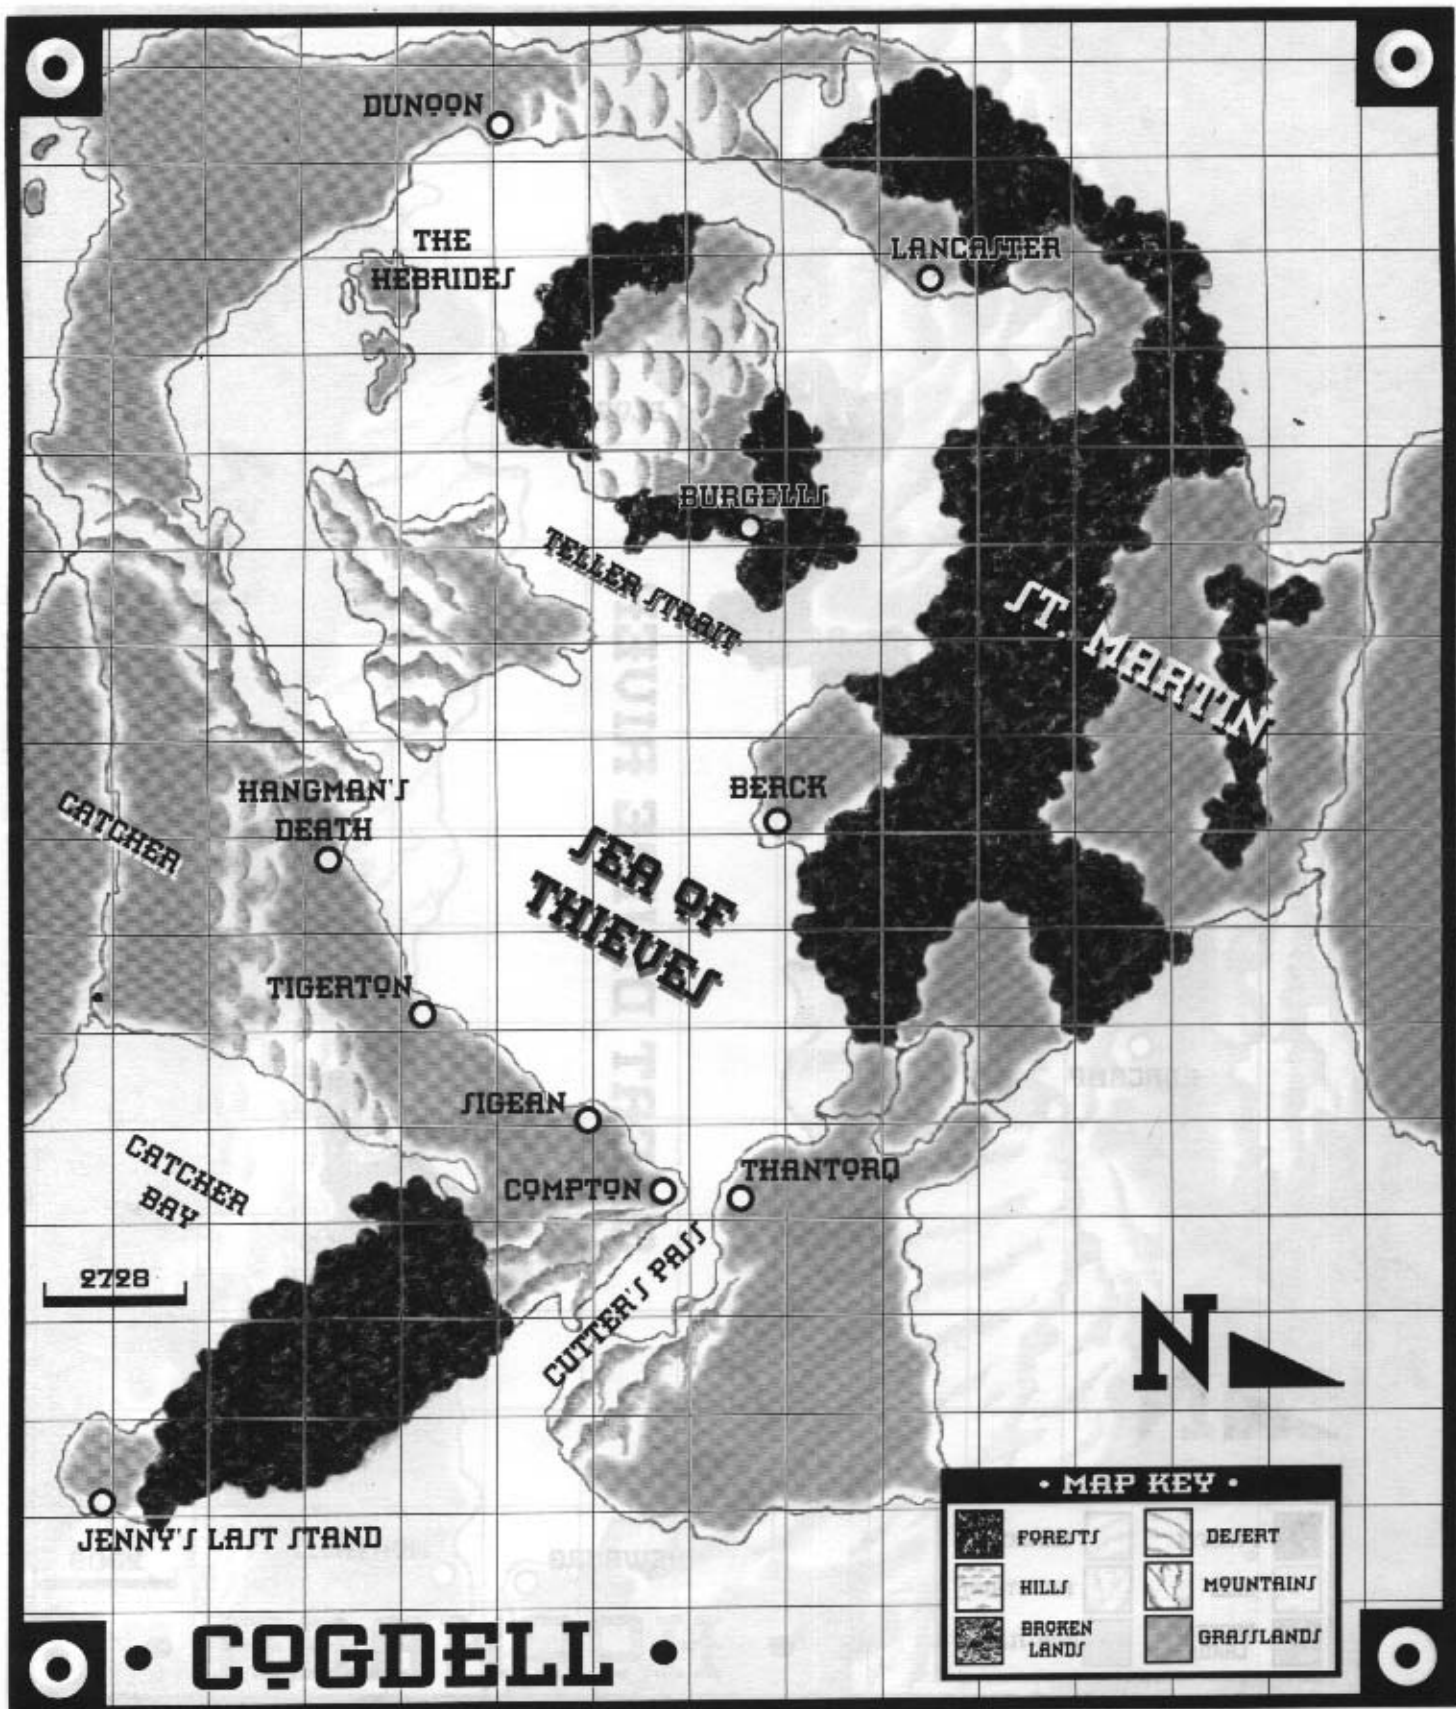 DUNOON
THE
HEBRIDES
LANCASTER
BURGELLS
TELLER STRAIT
ST. MARTIN
HANGMAN'S
DEATH
BERCK
CATCHER
SEA OF
THIEVES
TIGERTON
SIGEAN
CATCHER
BAY
COMPTON
THANTORQ
CUTTER'S PASS
2728
N
JENNY'S LAST STAND
• MAP KEY •
FORESTS
DESERT
HILLS
MOUNTAINS
BROKEN
LANDS
GRASSLANDS
• COGDELL •